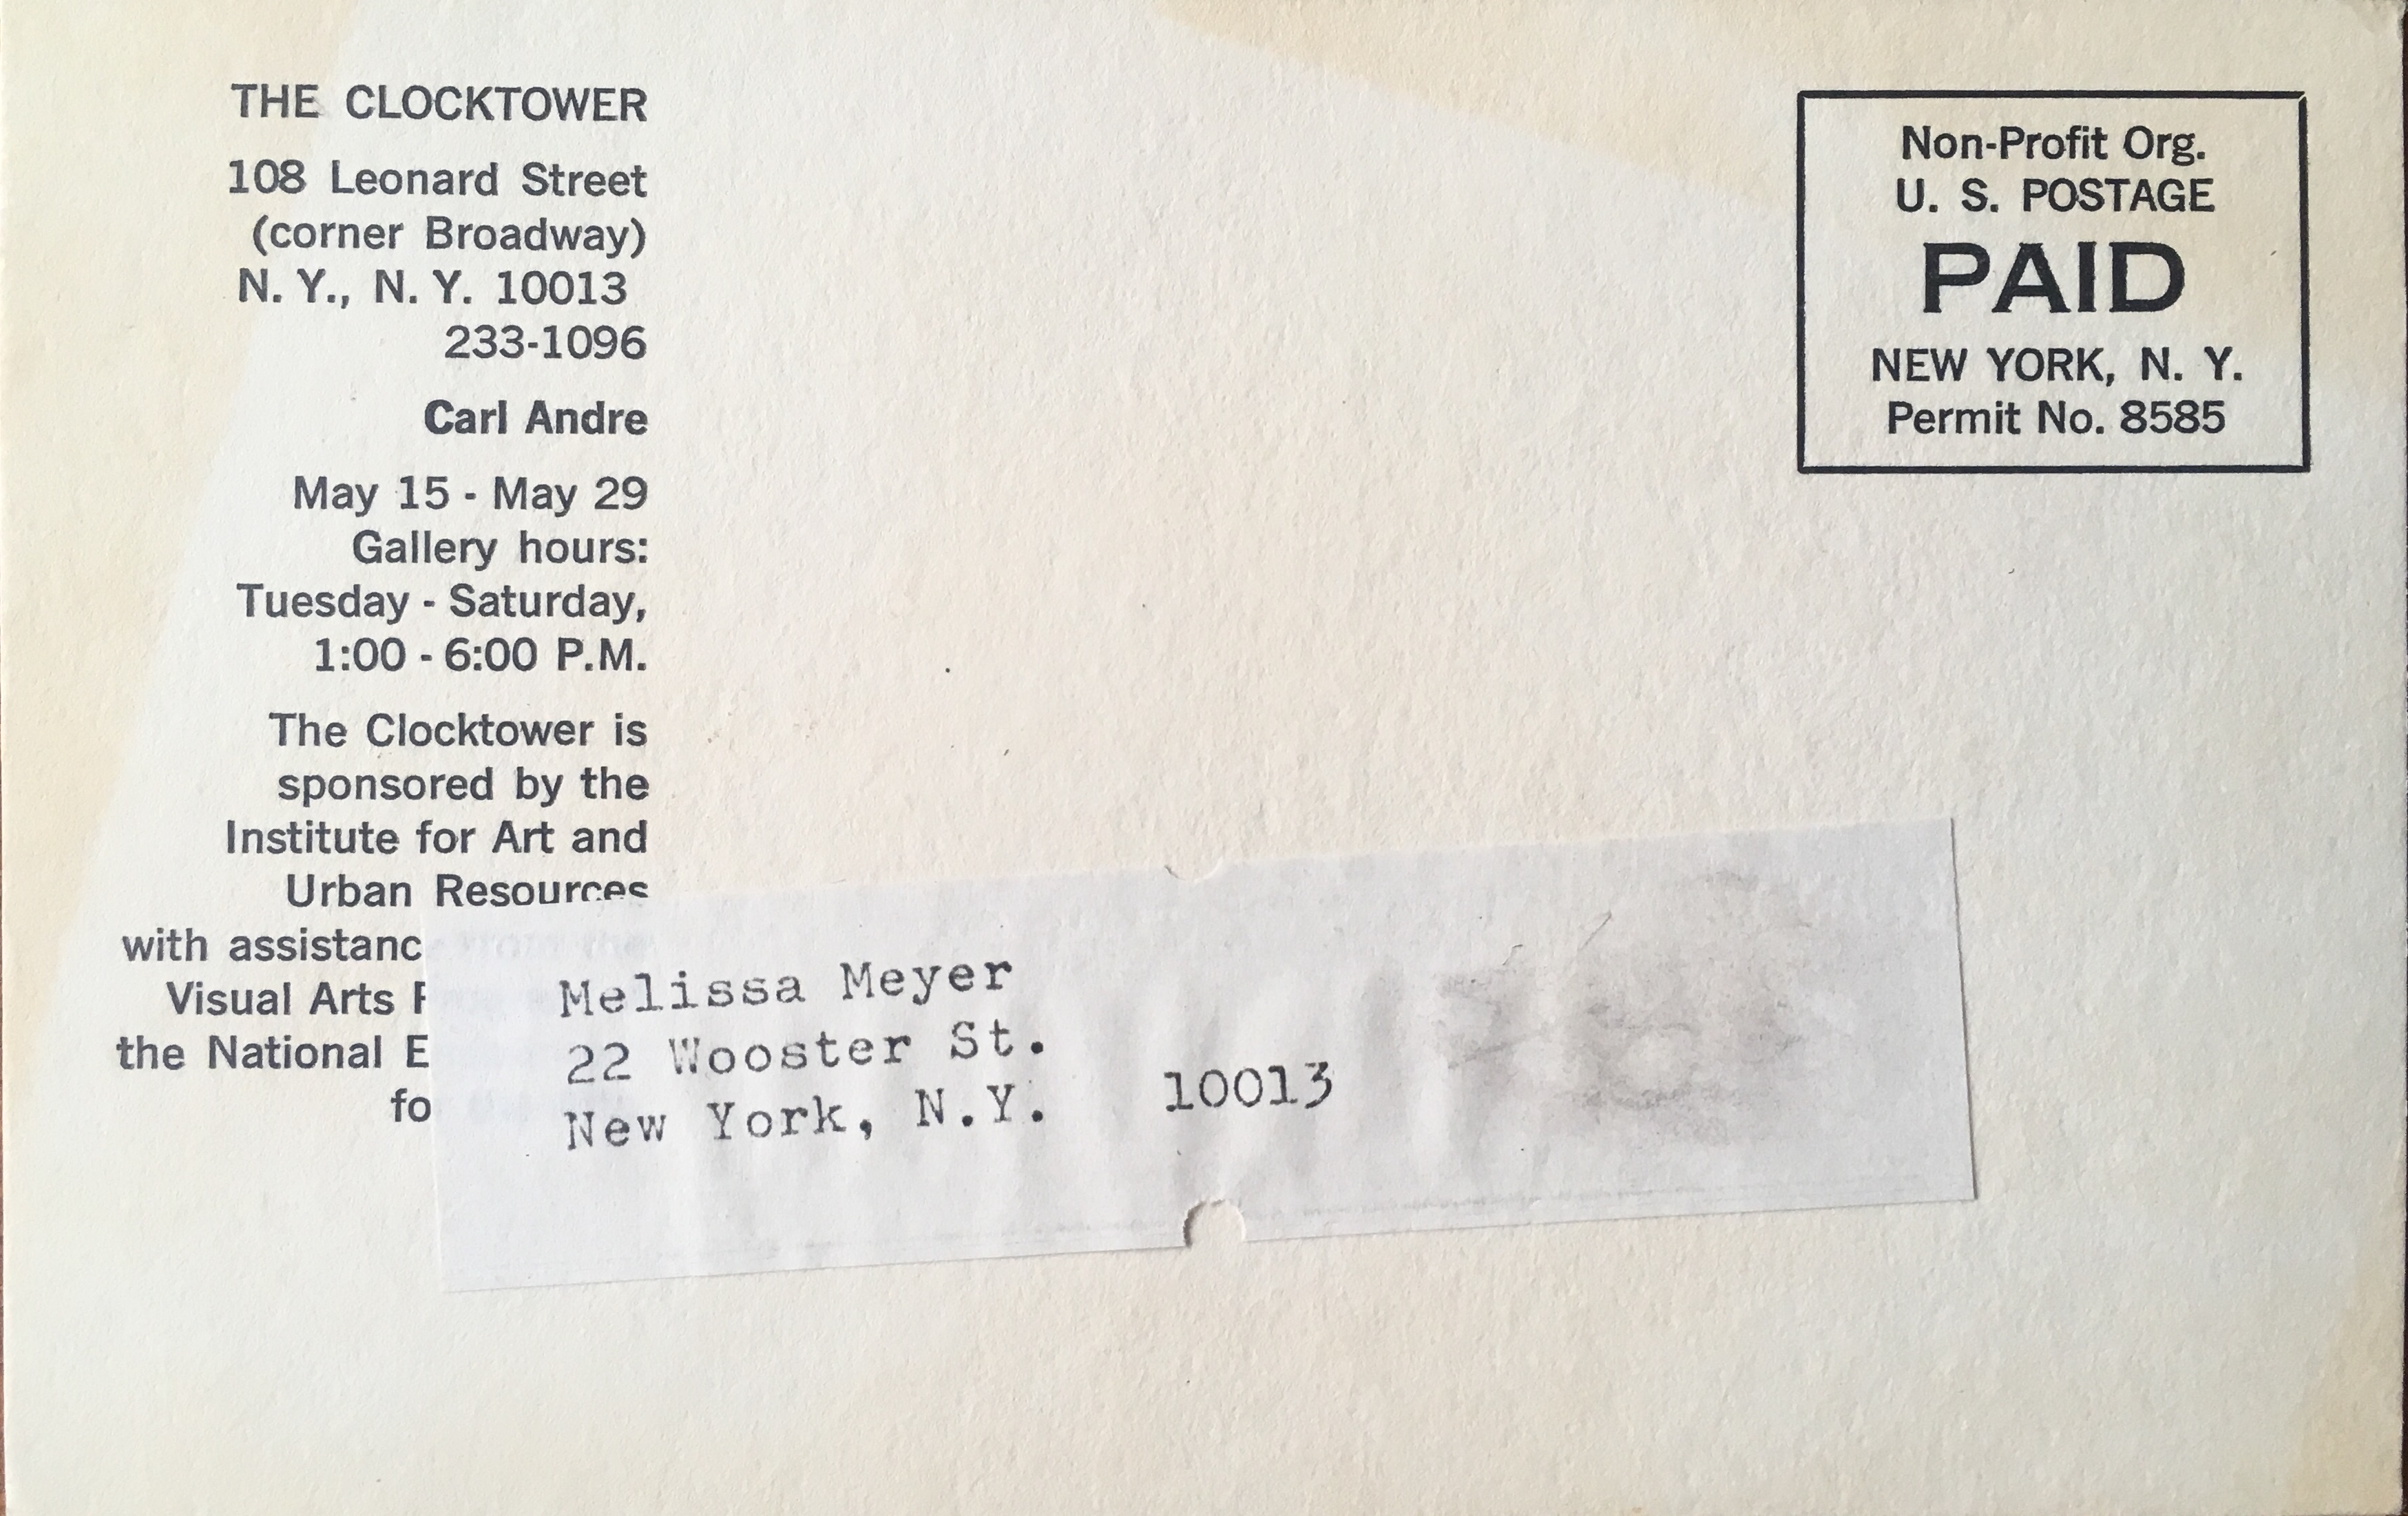 THE CLOCKTOWER
108 Leonard Street
(corner Broadway)
N. Y., N. Y. 10013
233-1096
Carl Andre
May 15 - May 29
Gallery hours:
Tuesday - Saturday,
1:00 - 6:00 P.M.
The Clocktower is
sponsored by the
Institute for Art and
Urban Resources
with
Visual Arts
the National
Non-Profit Org.
U. S. POSTAGE
PAID
NEW YORK, N. Y.
Permit No. 8585
Melissa Meyer
22 Wooster St.
New York, N.Y. 10013